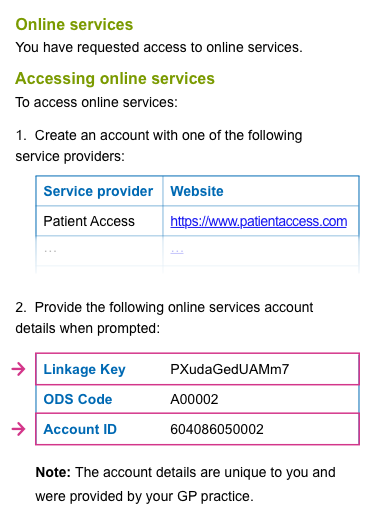 Online services
You have requested access to online services.
Accessing online services
To access online services:
1. Create an account with one of the following
service providers:
Service provider Website
Patient Access https://www.patientaccess.com
... ...
2. Provide the following online services account
details when prompted:
Linkage Key PXudaGedUAMm7
ODS Code A00002
Account ID 604086050002
Note: The account details are unique to you and
were provided by your GP practice.